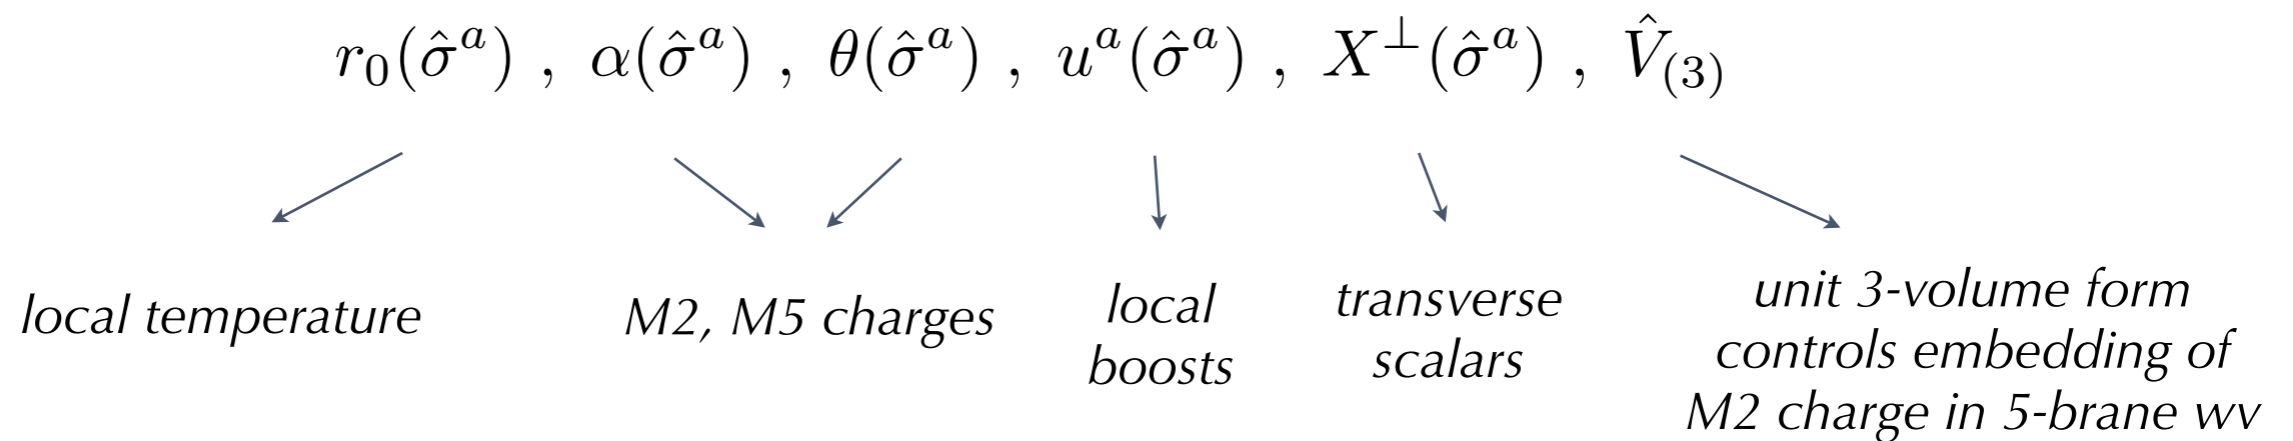 r₀(σ̂ᵃ) , α(σ̂ᵃ) , θ(σ̂ᵃ) , uᵃ(σ̂ᵃ) , X^⊥(σ̂ᵃ) , V̂₍₃₎
local temperature
M2, M5 charges
local
boosts
transverse
scalars
unit 3-volume form
controls embedding of
M2 charge in 5-brane wv